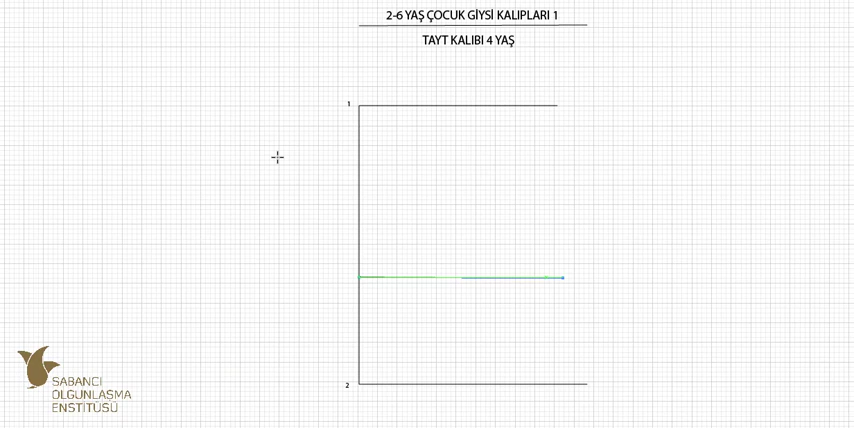 2-6 YAŞ ÇOCUK GİYSİ KALIPLARI 1
TAYT KALIBI 4 YAŞ
1
2
SABANCI
OLGUNLAŞMA
ENSTİTÜSÜ